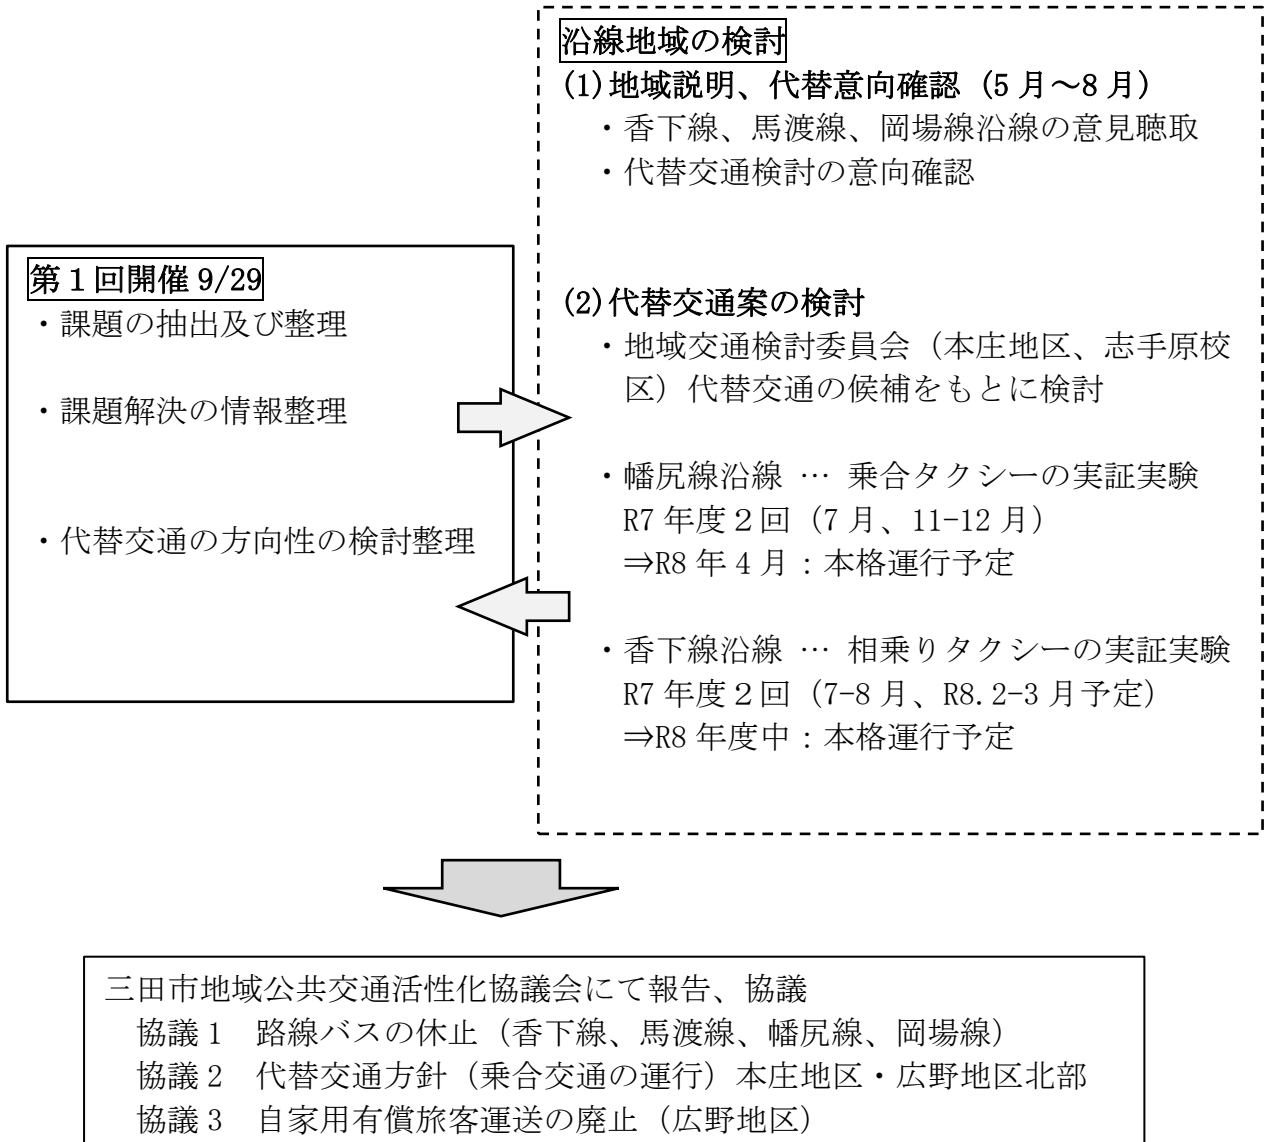 沿線地域の検討
(1)地域説明、代替意向確認（5月～8月）
・香下線、馬渡線、岡場線沿線の意見聴取
・代替交通検討の意向確認
第１回開催 9/29
・課題の抽出及び整理
・課題解決の情報整理
・代替交通の方向性の検討整理
(2)代替交通案の検討
・地域交通検討委員会（本庄地区、志手原校
区）代替交通の候補をもとに検討
・幡尻線沿線 … 乗合タクシーの実証実験
R7年度２回（7月、11-12月）
⇒R8年4月：本格運行予定
・香下線沿線 … 相乗りタクシーの実証実験
R7年度２回（7-8月、R8.2-3月予定）
⇒R8年度中：本格運行予定
三田市地域公共交通活性化協議会にて報告、協議
協議1　路線バスの休止（香下線、馬渡線、幡尻線、岡場線）
協議2　代替交通方針（乗合交通の運行）本庄地区・広野地区北部
協議3　自家用有償旅客運送の廃止（広野地区）